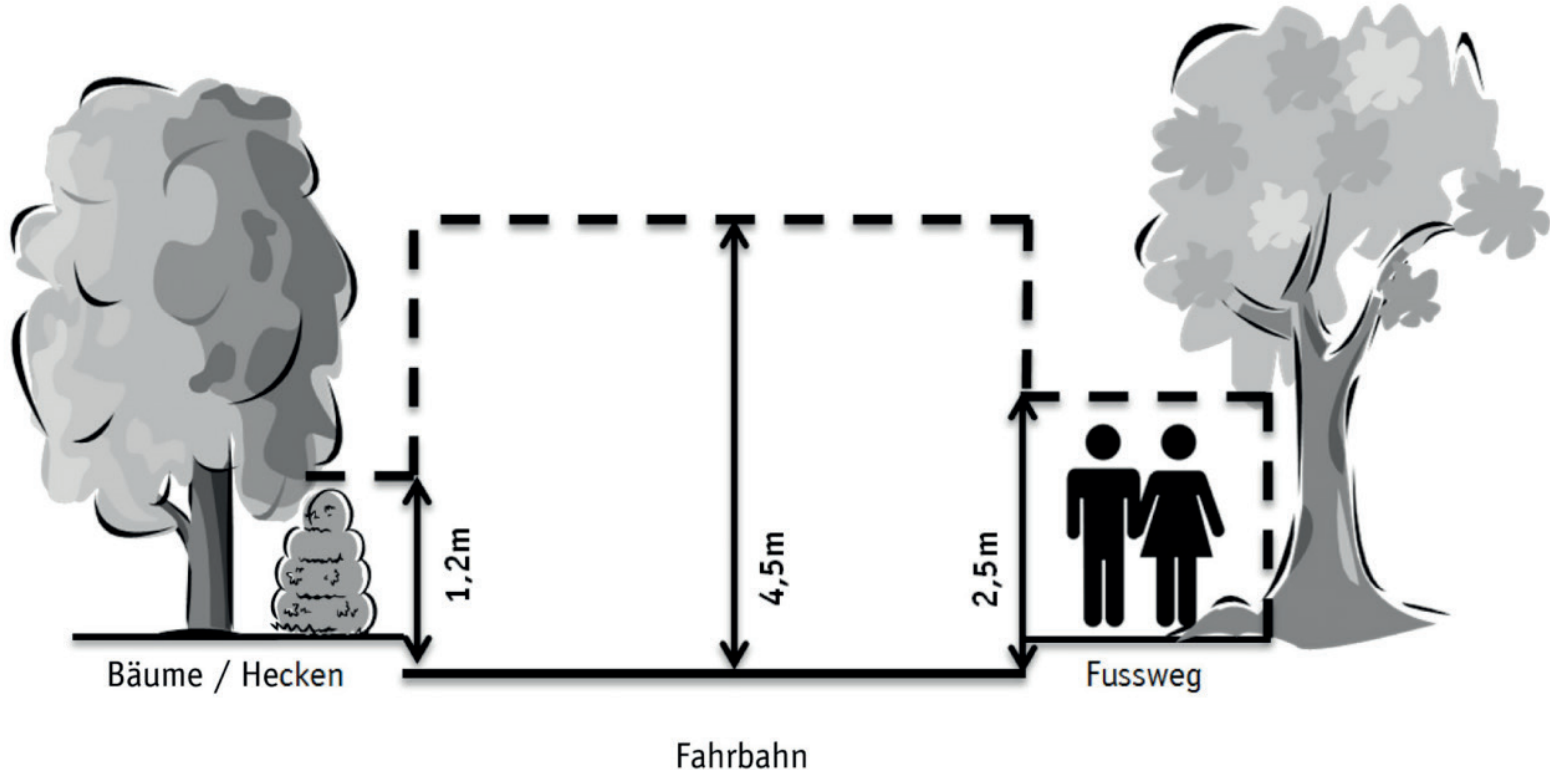 1,2m
4,5m
2,5m
Bäume / Hecken
Fussweg
Fahrbahn